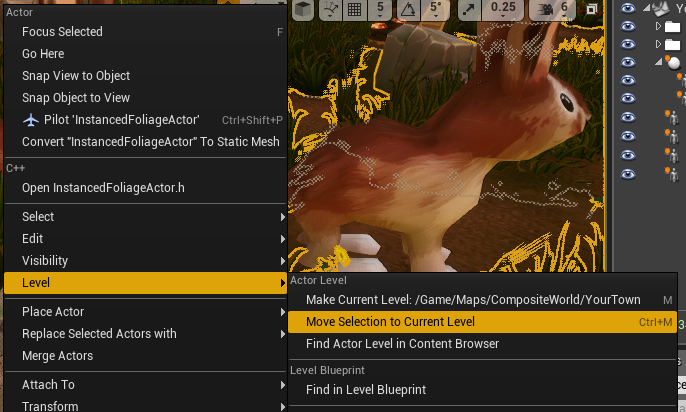 Actor
Focus Selected F
Go Here
Snap View to Object
Snap Object to View
Pilot 'InstancedFoliageActor' Ctrl+Shift+P
Convert "InstancedFoliageActor" To Static Mesh
C++
Open InstancedFoliageActor.h
Select
Edit
Visibility
Level
Place Actor
Replace Selected Actors with
Merge Actors
Attach To
Transform
5 5° 0.25 6
Actor Level
Make Current Level: /Game/Maps/CompositeWorld/YourTown M
Move Selection to Current Level Ctrl+M
Find Actor Level in Content Browser
Level Blueprint
Find in Level Blueprint